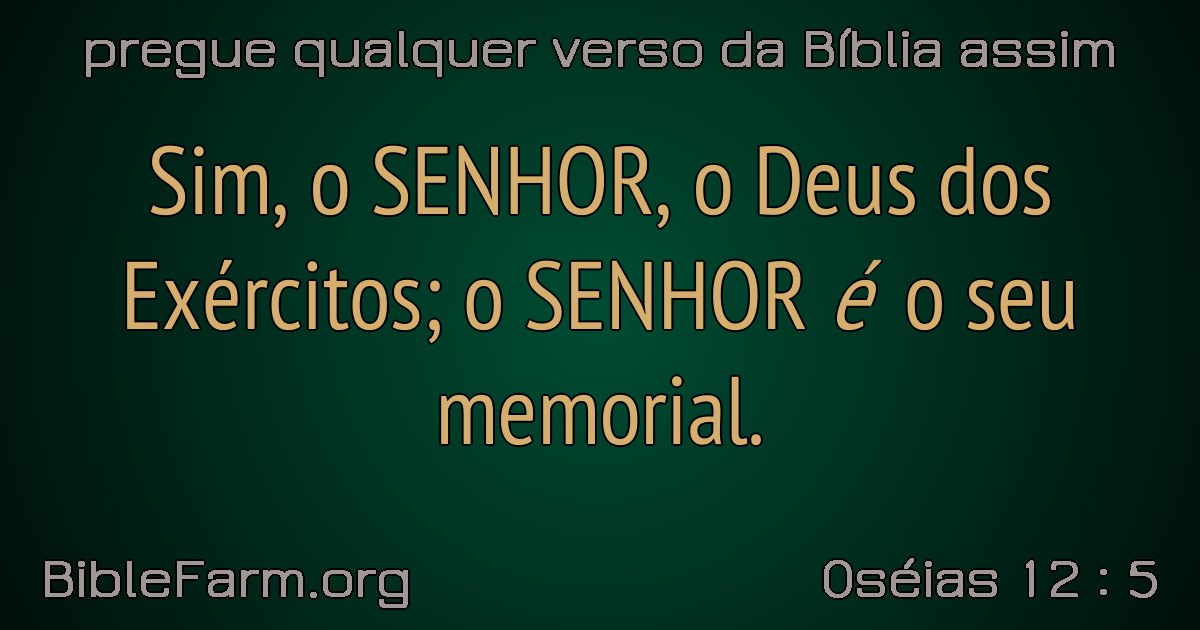 pregue qualquer verso da Bíblia assim
Sim, o SENHOR, o Deus dos
Exércitos; o SENHOR é o seu
memorial.
BibleFarm.org
Oséias 12 : 5